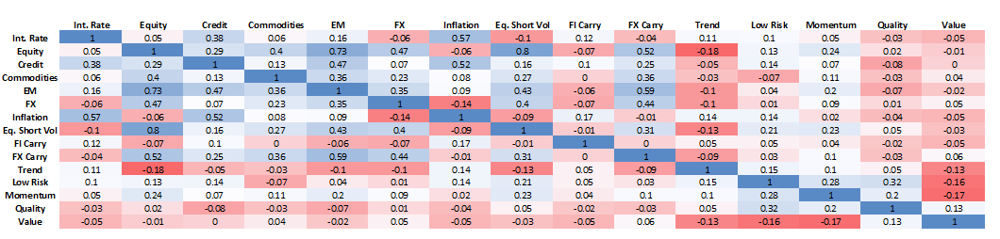 Int. Rate Equity Credit Commodities EM FX Inflation Eq. Short Vol FI Carry FX Carry Trend Low Risk Momentum Quality Value
Int. Rate 1 0.05 0.38 0.06 0.16 -0.06 0.57 -0.1 0.12 -0.04 0.11 0.1 0.05 -0.03 -0.05
Equity 0.05 1 0.29 0.4 0.73 0.47 -0.06 0.8 -0.07 0.52 -0.18 0.13 0.24 0.02 -0.01
Credit 0.38 0.29 1 0.13 0.47 0.07 0.52 0.16 0.1 0.25 -0.05 0.14 0.07 -0.08 0
Commodities 0.06 0.4 0.13 1 0.36 0.23 0.08 0.27 0 0.36 -0.03 -0.07 0.11 -0.03 0.04
EM 0.16 0.73 0.47 0.36 1 0.35 0.09 0.43 -0.06 0.59 -0.1 0.04 0.2 -0.07 -0.02
FX -0.06 0.47 0.07 0.23 0.35 1 -0.14 0.4 -0.07 0.44 -0.1 0.01 0.09 0.01 0.05
Inflation 0.57 -0.06 0.52 0.08 0.09 -0.14 1 -0.09 0.17 -0.01 0.14 0.14 0.02 -0.04 -0.05
Eq. Short Vol -0.1 0.8 0.16 0.27 0.43 0.4 -0.09 1 -0.01 0.31 -0.13 0.21 0.23 0.05 -0.03
FI Carry 0.12 -0.07 0.1 0 -0.06 -0.07 0.17 -0.01 1 0 0.05 0.05 0.04 -0.02 -0.05
FX Carry -0.04 0.52 0.25 0.36 0.59 0.44 -0.01 0.31 0 1 -0.09 0.03 0.1 -0.03 0.06
Trend 0.11 -0.18 -0.05 -0.03 -0.1 -0.1 0.14 -0.13 0.05 -0.09 1 0.15 0.1 0.05 -0.13
Low Risk 0.1 0.13 0.14 -0.07 0.04 0.01 0.14 0.21 0.05 0.03 0.15 1 0.28 0.32 -0.16
Momentum 0.05 0.24 0.07 0.11 0.2 0.09 0.02 0.23 0.04 0.1 0.1 0.28 1 0.2 -0.17
Quality -0.03 0.02 -0.08 -0.03 -0.07 0.01 -0.04 0.05 -0.02 -0.03 0.05 0.32 0.2 1 0.13
Value -0.05 -0.01 0 0.04 -0.02 0.05 -0.05 -0.03 -0.05 0.06 -0.13 -0.16 -0.17 0.13 1